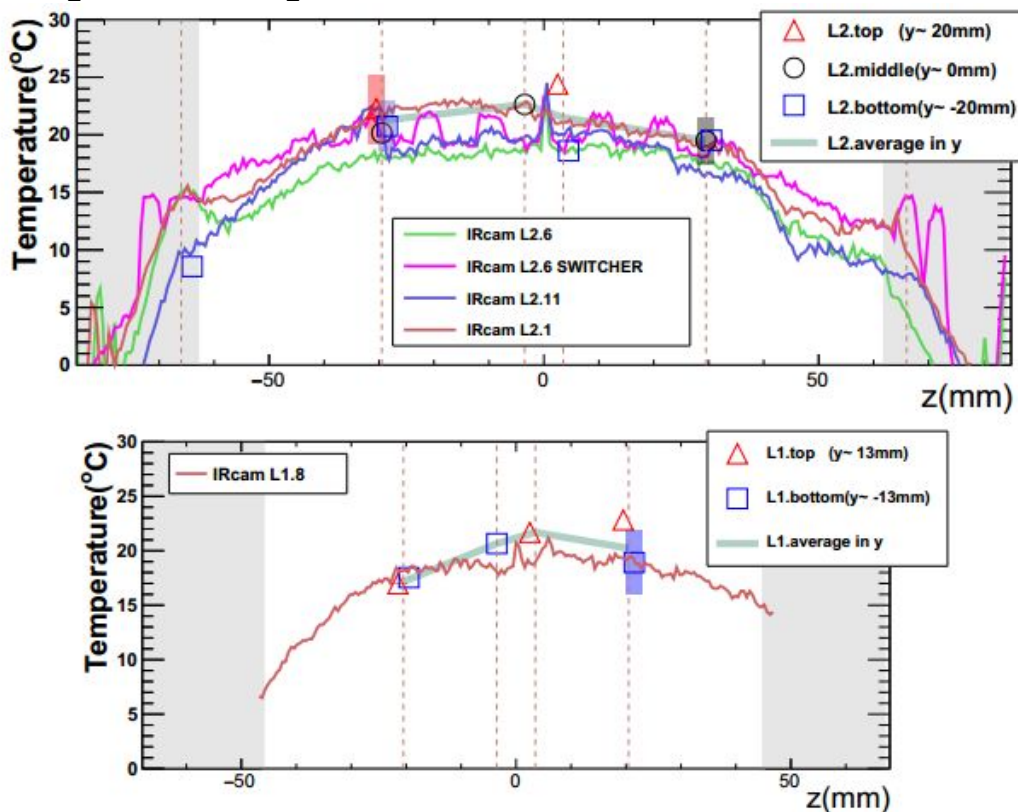 30
25
20
15
10
5
0
Temperature(°C)
−50
0
50
z(mm)
L2.top (y~ 20mm)
L2.middle(y~ 0mm)
L2.bottom(y~ -20mm)
L2.average in y
IRcam L2.6
IRcam L2.6 SWITCHER
IRcam L2.11
IRcam L2.1
30
25
20
15
10
5
0
Temperature(°C)
−50
0
50
z(mm)
IRcam L1.8
L1.top (y~ 13mm)
L1.bottom(y~ -13mm)
L1.average in y